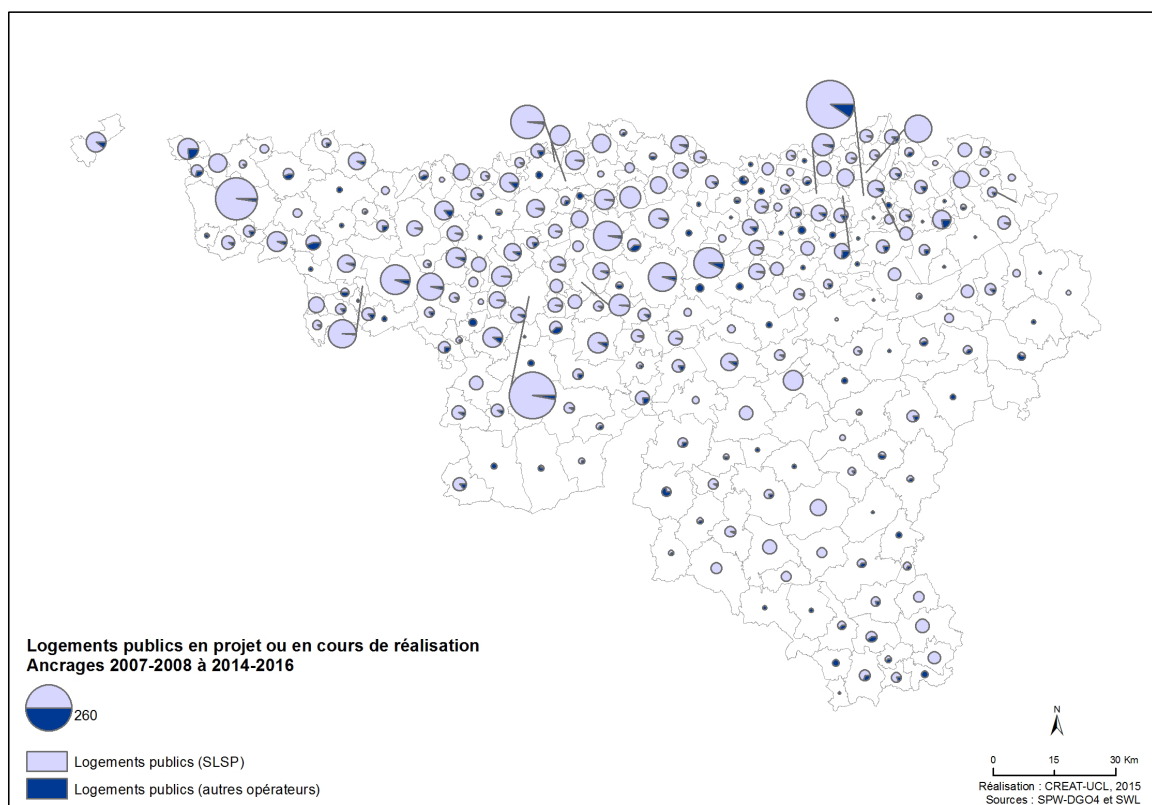 Logements publics en projet ou en cours de réalisation
Ancrages 2007-2008 à 2014-2016
260
Logements publics (SLSP)
Logements publics (autres opérateurs)
N
0 15 30 Km
Réalisation : CREAT-UCL, 2015
Sources : SPW-DGO4 et SWL